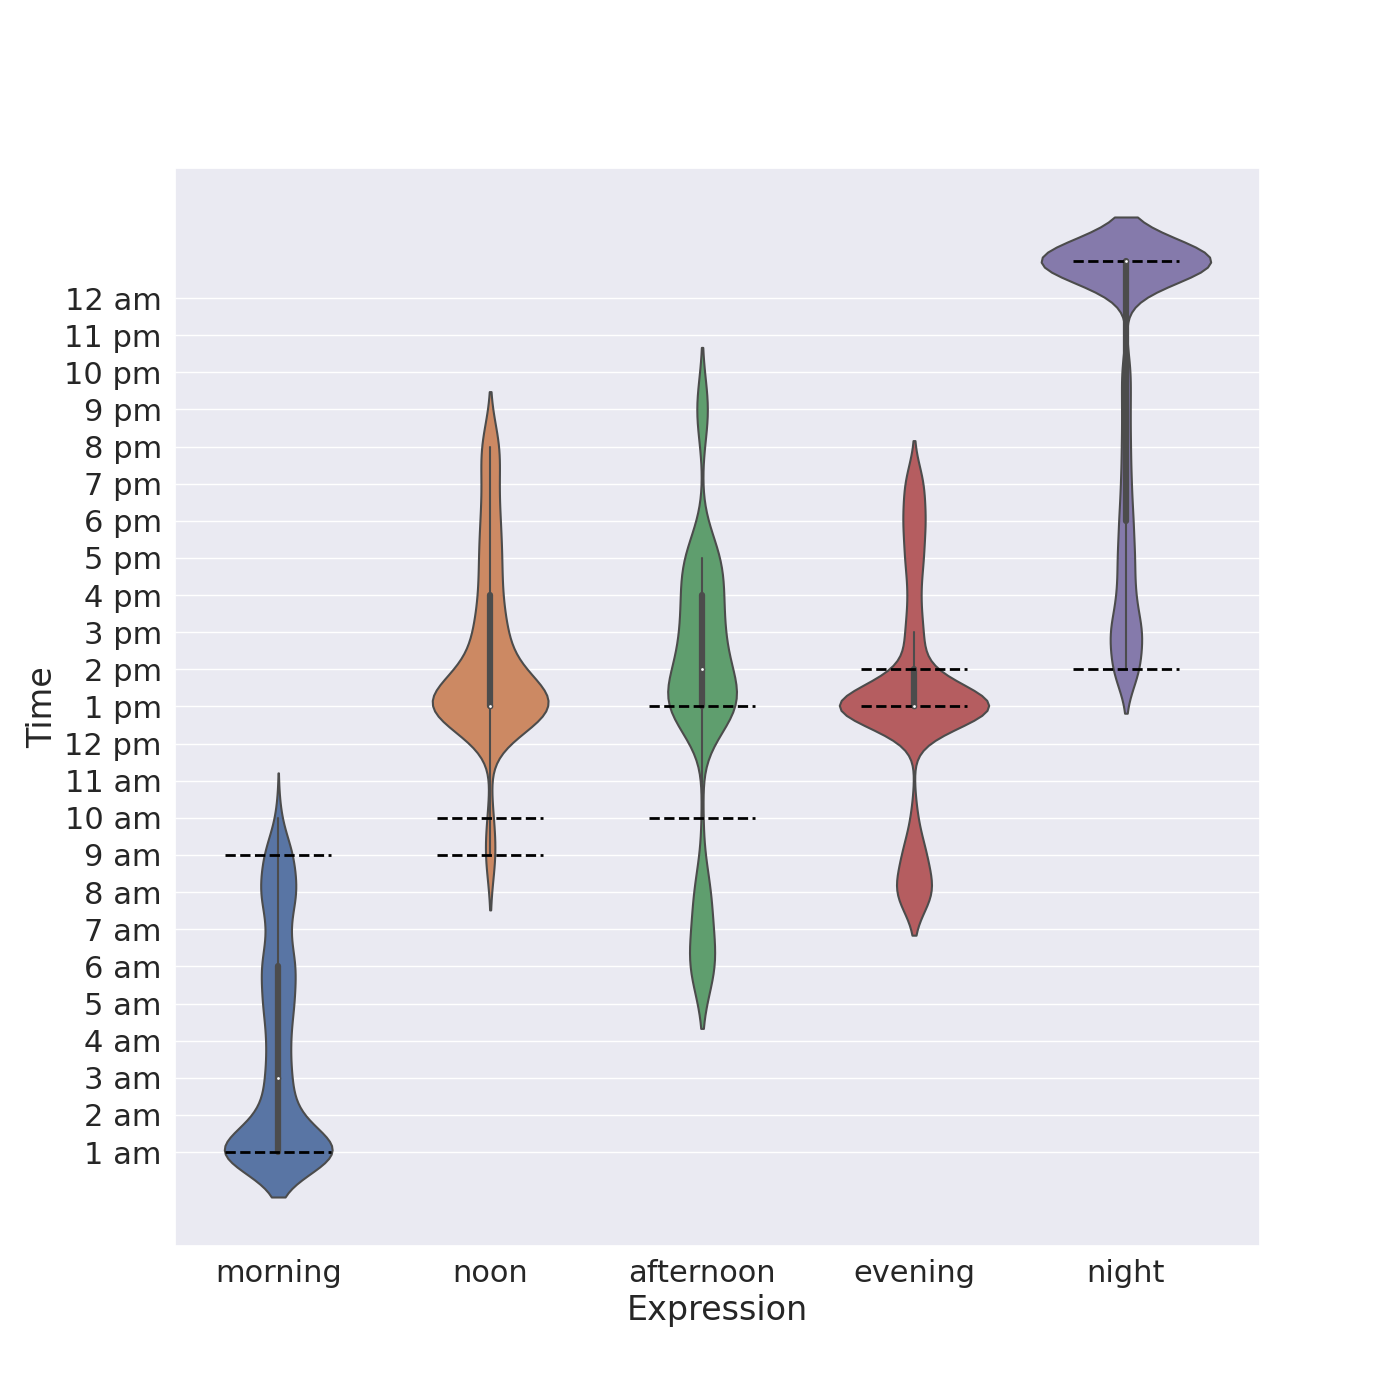 12 am
11 pm
10 pm
9 pm
8 pm
7 pm
6 pm
5 pm
4 pm
3 pm
2 pm
1 pm
12 pm
11 am
10 am
9 am
8 am
7 am
6 am
5 am
4 am
3 am
2 am
1 am
Time
morning noon afternoon evening night
Expression